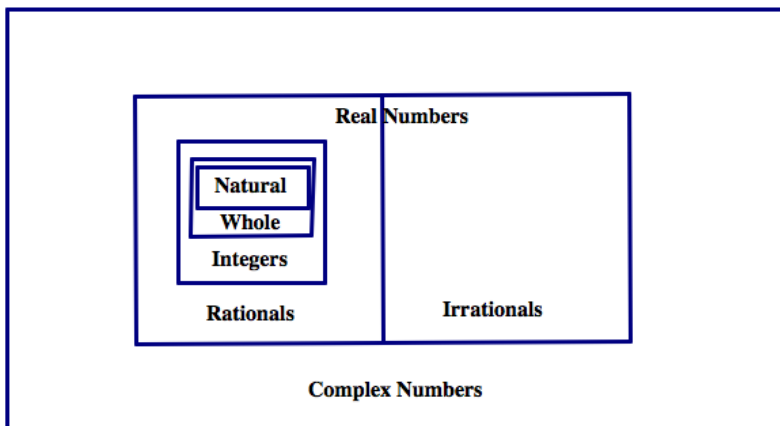 Real Numbers
Natural
Whole
Integers
Rationals
Irrationals
Complex Numbers